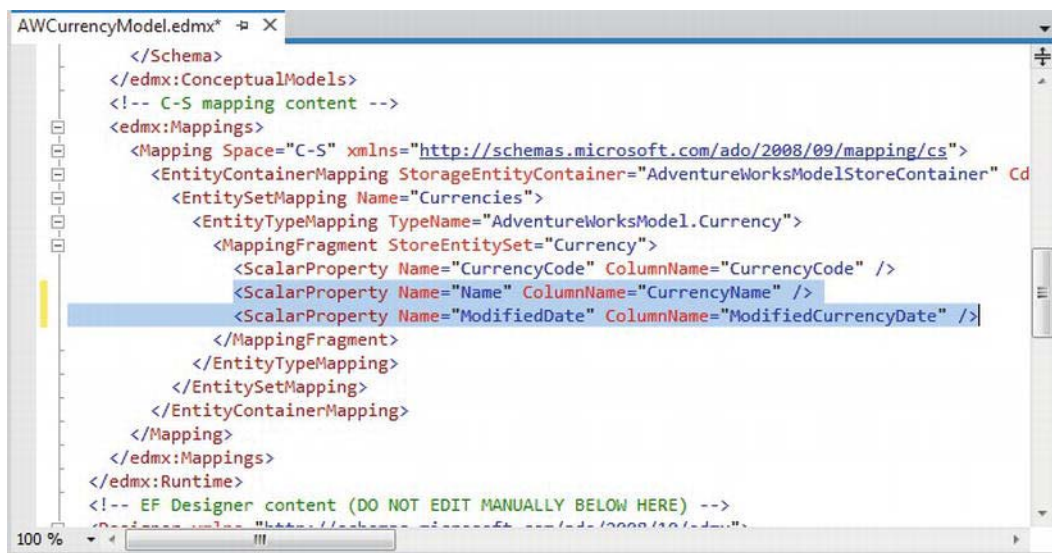 AWCurrencyModel.edmx*
</Schema>
</edmx:ConceptualModels>
<!-- C-S mapping content -->
<edmx:Mappings>
<Mapping Space="C-S" xmlns="http://schemas.microsoft.com/ado/2008/09/mapping/cs">
<EntityContainerMapping StorageEntityContainer="AdventureWorksModelStoreContainer" Cd
<EntitySetMapping Name="Currencies">
<EntityTypeMapping TypeName="AdventureWorksModel.Currency">
<MappingFragment StoreEntitySet="Currency">
<ScalarProperty Name="CurrencyCode" ColumnName="CurrencyCode" />
<ScalarProperty Name="Name" ColumnName="CurrencyName" />
<ScalarProperty Name="ModifiedDate" ColumnName="ModifiedCurrencyDate" />
</MappingFragment>
</EntityTypeMapping>
</EntitySetMapping>
</EntityContainerMapping>
</Mapping>
</edmx:Mappings>
</edmx:Runtime>
<!-- EF Designer content (DO NOT EDIT MANUALLY BELOW HERE) -->
100 %